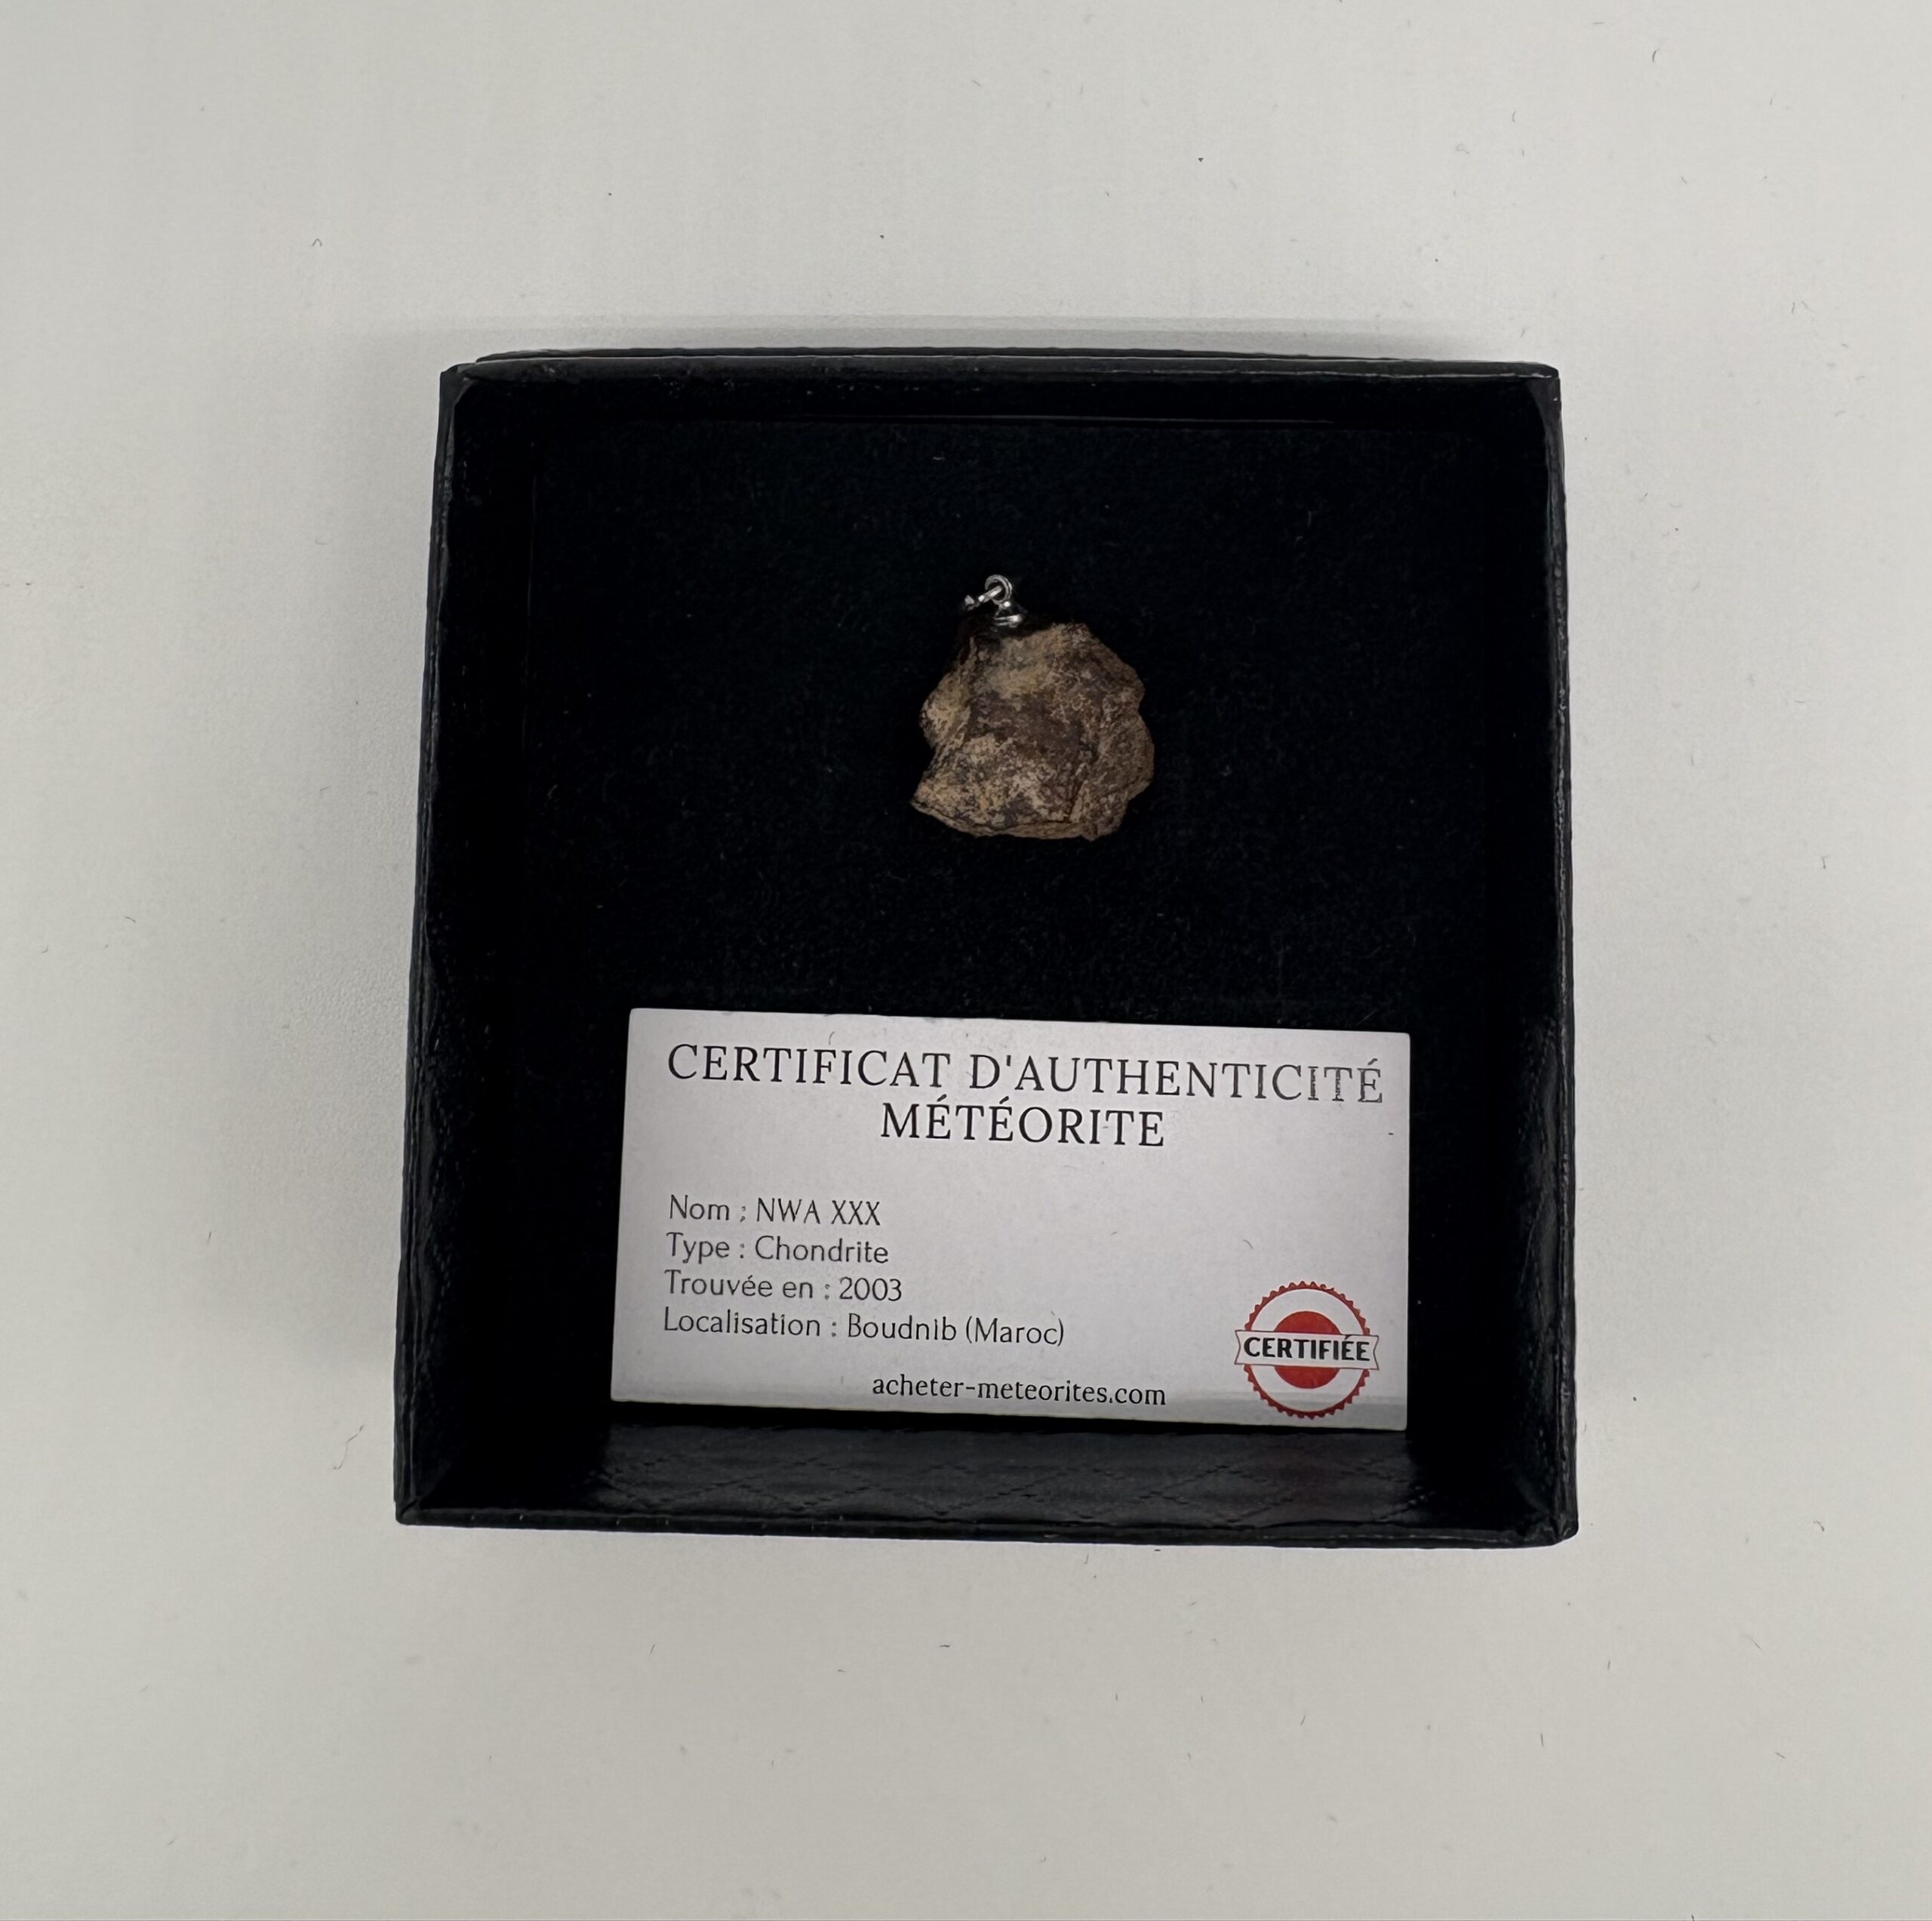 CERTIFICAT D'AUTHENTICITÉ
MÉTÉORITE
Nom : NWA XXX
Type : Chondrite
Trouvée en : 2003
Localisation : Boudnib (Maroc)
CERTIFIÉE
acheter-meteorites.com